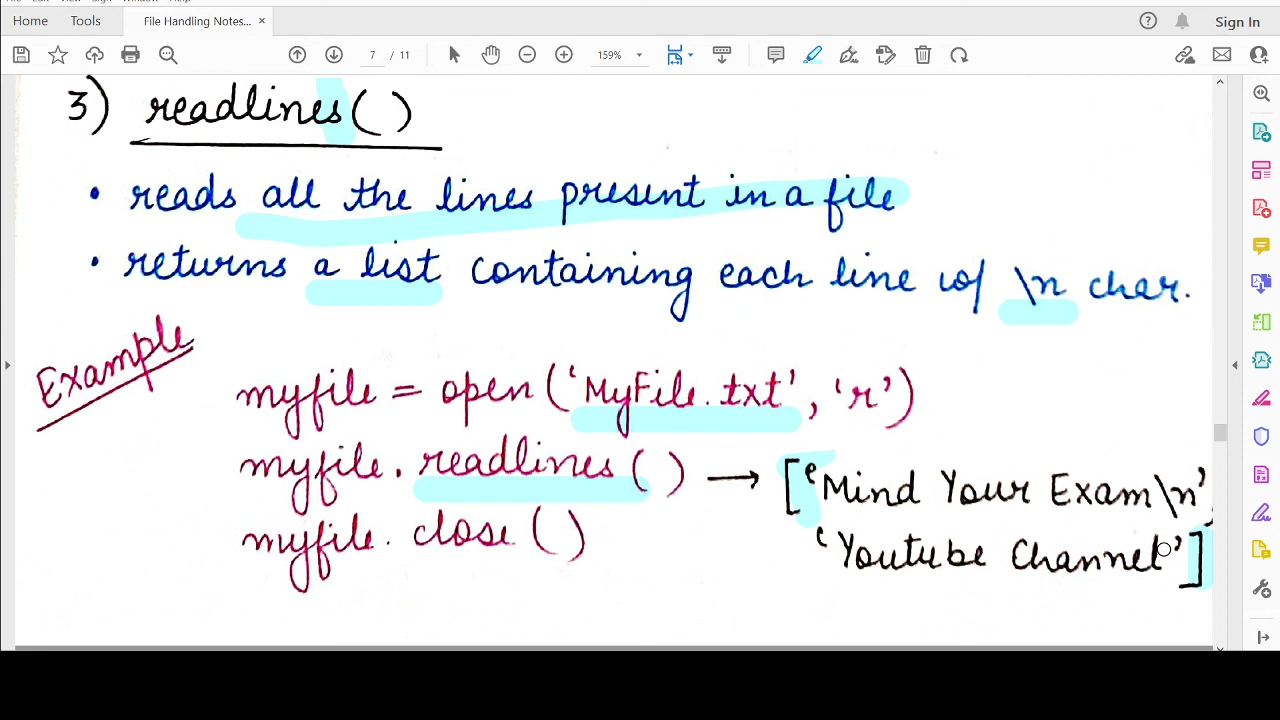 Home Tools File Handling Notes... × Sign In
7 / 11 159%
3) readlines( )
• reads all the lines present in a file
• returns a list containing each line w/ \n char.
Example
myfile = open('MyFile.txt', 'r')
myfile.readlines( ) → ['Mind Your Exam\n',
myfile.close( ) 'Youtube Channel']